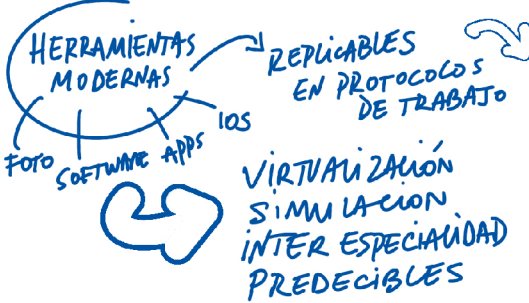 HERRAMIENTAS
MODERNAS
FOTO
SOFTWARE
APPS
IOS
REPLICABLES
EN PROTOCOLOS
DE TRABAJO
VIRTUALIZACIÓN
SIMULACION
INTER ESPECIALIDAD
PREDECIBLES